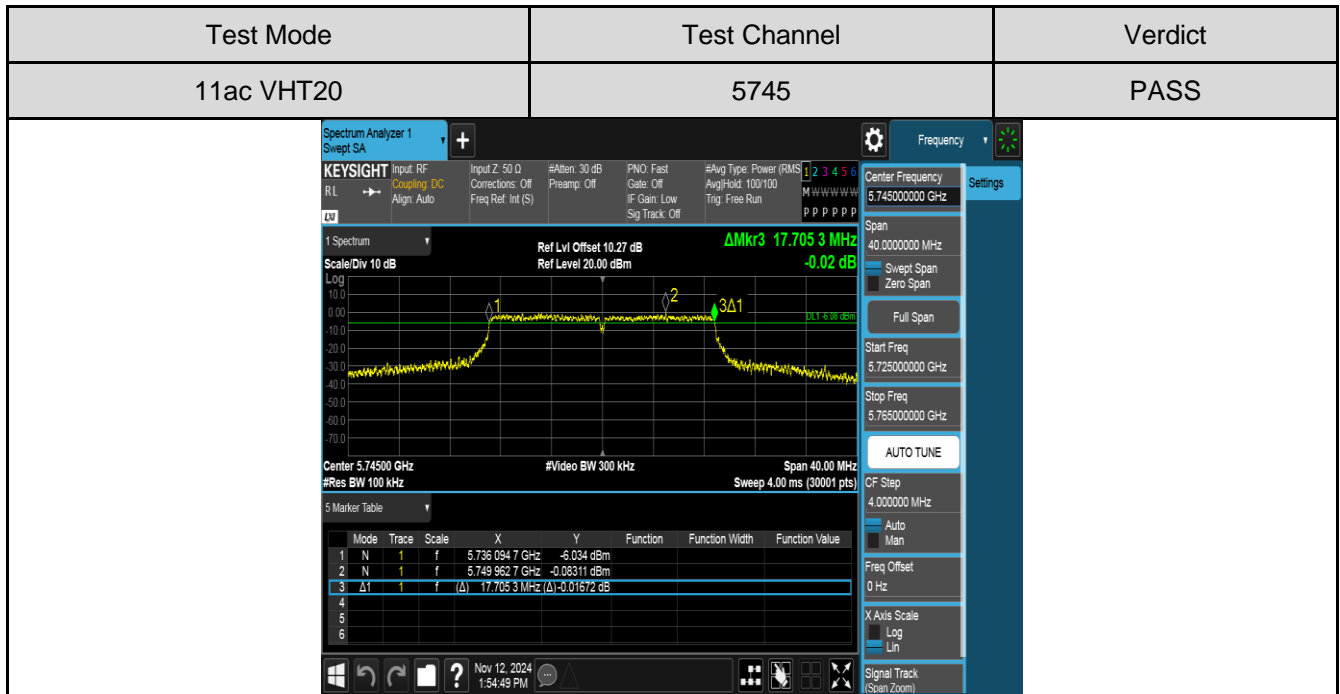 Test Mode Test Channel Verdict
11ac VHT20 5745 PASS
Spectrum Analyzer 1
Swept SA
+
Frequency
KEYSIGHT Input: RF Input Z: 50 Ω #Atten: 30 dB PNO: Fast #Avg Type: Power (RMS 1 2 3 4 5 6
RL Coupling: DC Corrections: Off Preamp: Off Gate: Off Avg|Hold: 100/100 M W W W W W
Align: Auto Freq Ref: Int (S) IF Gain: Low Trig: Free Run
LXI Sig Track: Off P P P P P P
1 Spectrum
Ref Lvl Offset 10.27 dB ΔMkr3 17.705 3 MHz
Scale/Div 10 dB Ref Level 20.00 dBm -0.02 dB
Log
10.0
0.00
-10.0
-20.0
-30.0
-40.0
-50.0
-60.0
-70.0
1
2
3Δ1
DL1 -6.08 dBm
Center 5.74500 GHz #Video BW 300 kHz Span 40.00 MHz
#Res BW 100 kHz Sweep 4.00 ms (30001 pts)
5 Marker Table
Mode Trace Scale X Y Function Function Width Function Value
1 N 1 f 5.736 094 7 GHz -6.034 dBm
2 N 1 f 5.749 962 7 GHz -0.08311 dBm
3 Δ1 1 f (Δ) 17.705 3 MHz (Δ) -0.01672 dB
4
5
6
Center Frequency
5.745000000 GHz
Settings
Span
40.0000000 MHz
Swept Span
Zero Span
Full Span
Start Freq
5.725000000 GHz
Stop Freq
5.765000000 GHz
AUTO TUNE
CF Step
4.000000 MHz
Auto
Man
Freq Offset
0 Hz
X Axis Scale
Log
Lin
Signal Track
(Span Zoom)
? Nov 12, 2024
1:54:49 PM